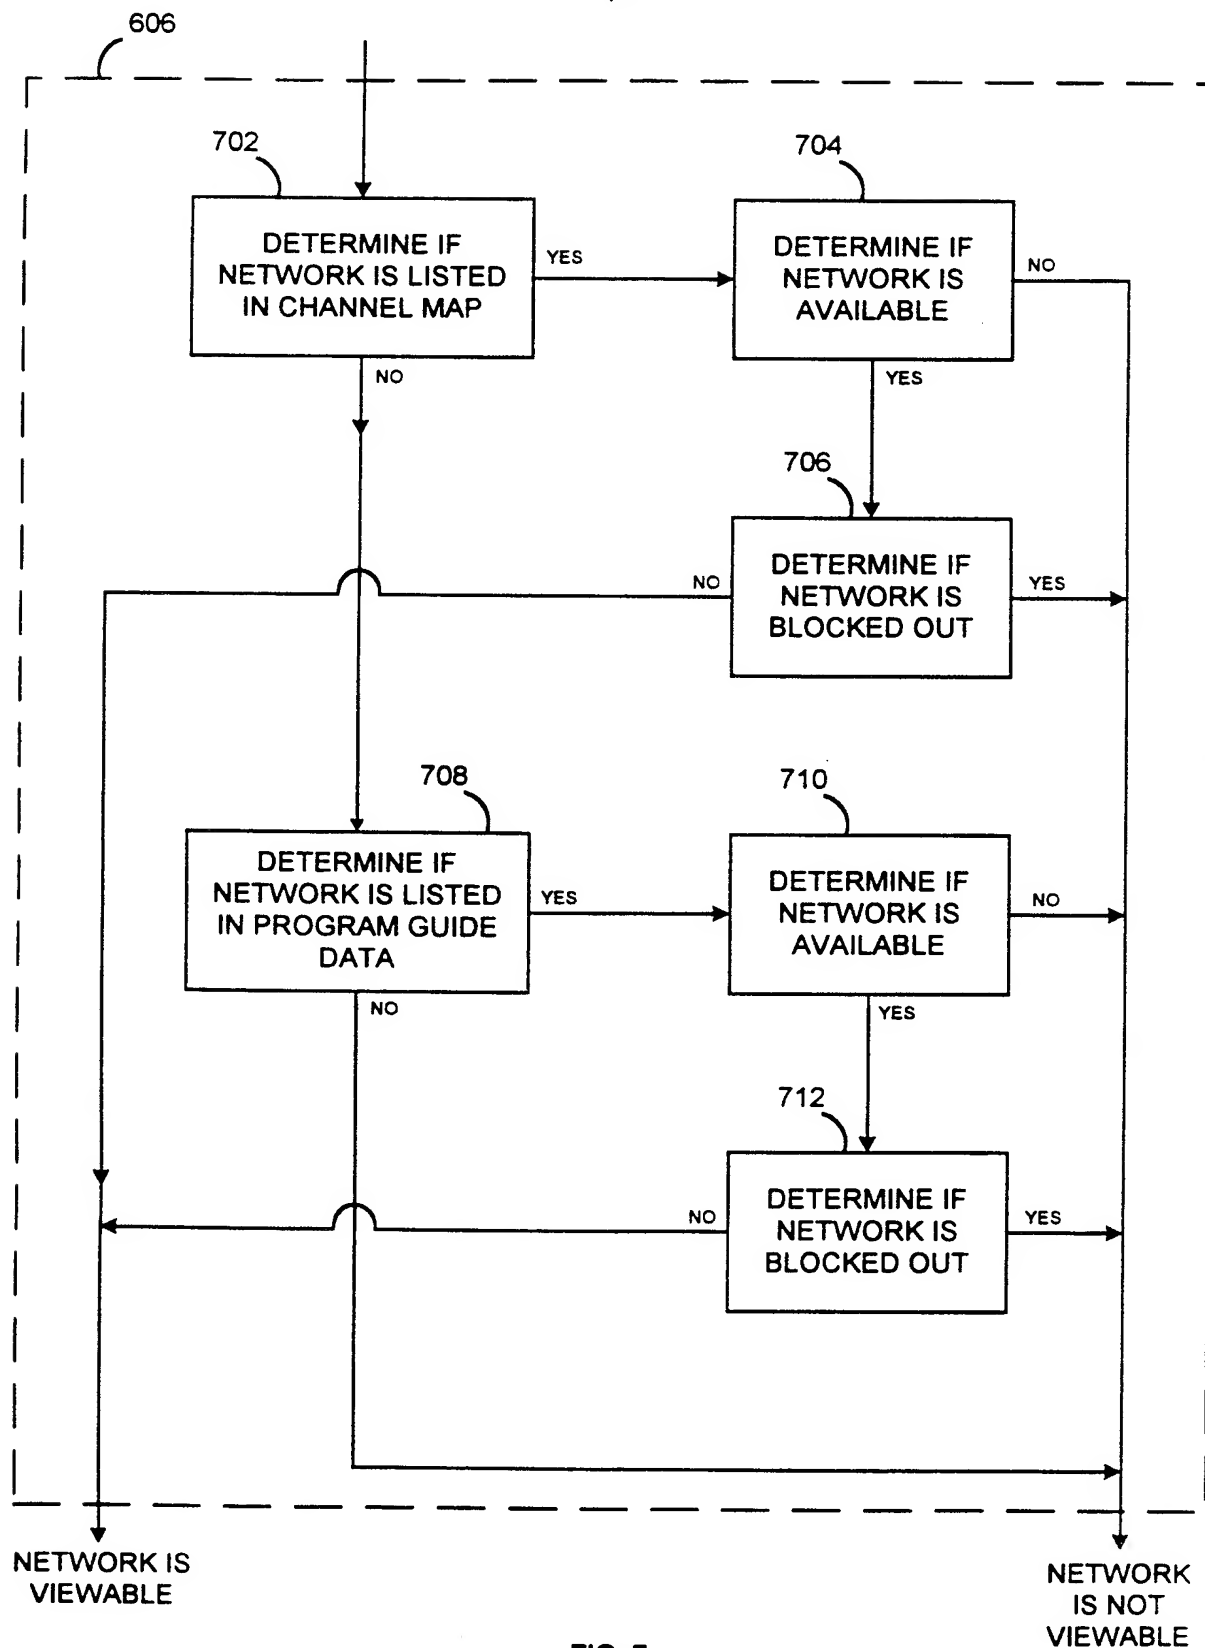 606
702
704
DETERMINE IF
NETWORK IS LISTED
IN CHANNEL MAP
YES
DETERMINE IF
NETWORK IS
AVAILABLE
NO
NO
YES
706
DETERMINE IF
NETWORK IS
BLOCKED OUT
NO
YES
708
710
DETERMINE IF
NETWORK IS LISTED
IN PROGRAM GUIDE
DATA
YES
DETERMINE IF
NETWORK IS
AVAILABLE
NO
NO
YES
712
DETERMINE IF
NETWORK IS
BLOCKED OUT
NO
YES
NETWORK IS
VIEWABLE
NETWORK
IS NOT
VIEWABLE